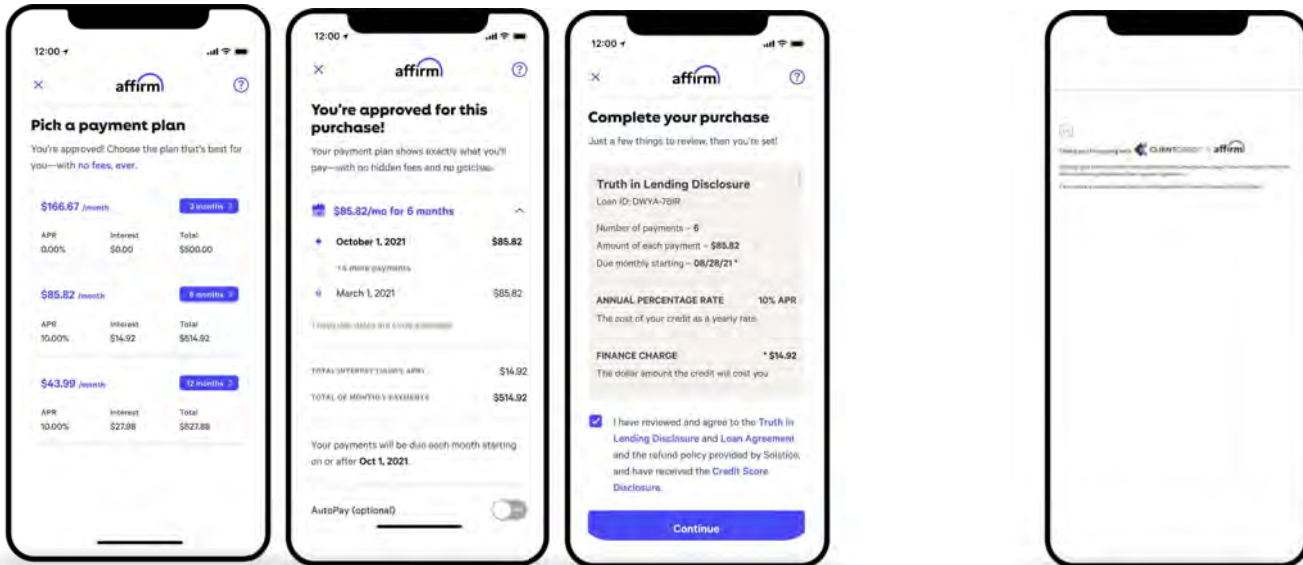 12:00
affirm
Pick a payment plan
You're approved! Choose the plan that's best for
you—with no fees, ever.
$166.67 /month 3 months
APR Interest Total
0.00% $0.00 $500.00
$85.82 /month 6 months
APR Interest Total
10.00% $14.92 $514.92
$43.99 /month 12 months
APR Interest Total
10.00% $27.88 $527.88
12:00
affirm
You're approved for this
purchase!
Your payment plan shows exactly what you'll
pay—with no hidden fees and no gotchas.
$85.82/mo for 6 months
October 1, 2021 $85.82
more payments
March 1, 2021 $85.82
TOTAL INTEREST $14.92
TOTAL OF MONTHLY PAYMENTS $514.92
Your payments will be due each month starting
on or after Oct 1, 2021.
AutoPay (optional)
12:00
affirm
Complete your purchase
Just a few things to review, then you're set!
Truth in Lending Disclosure
Loan ID: DWYA-7BIR
Number of payments – 6
Amount of each payment – $85.82
Due monthly starting – 08/28/21 *
ANNUAL PERCENTAGE RATE 10% APR
The cost of your credit as a yearly rate
FINANCE CHARGE * $14.92
The dollar amount the credit will cost you
I have reviewed and agree to the Truth in
Lending Disclosure and Loan Agreement
and the refund policy provided by Solstice,
and have received the Credit Score
Disclosure.
Continue
affirm